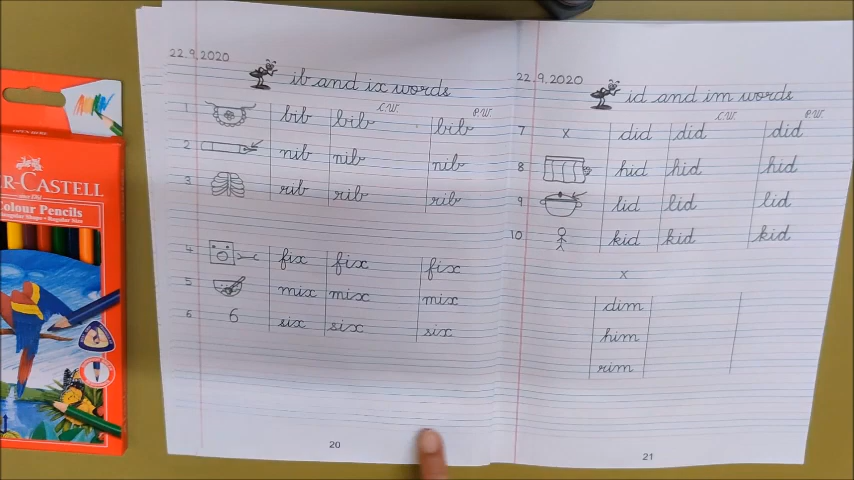 22.9.2020
ib and ix words
C.W. P.W.
1 bib bib bib
2 nib nib nib
3 rib rib rib
4 fix fix fix
5 mix mix mix
6 6 six six six
20
22.9.2020
id and im words
C.W. P.W.
7 x did did did
8 hid hid hid
9 lid lid lid
10 kid kid kid
x
dim
him
rim
21
ER-CASTELL
Colour Pencils